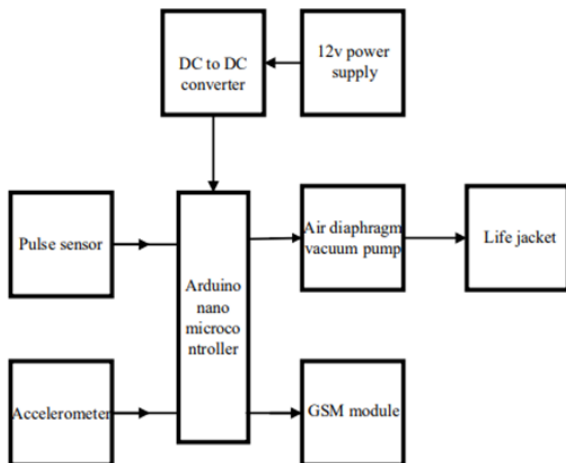 DC to DC
converter
12v power
supply
Pulse sensor
Arduino
nano
microco
ntroller
Air diaphragm
vacuum pump
Life jacket
Accelerometer
GSM module